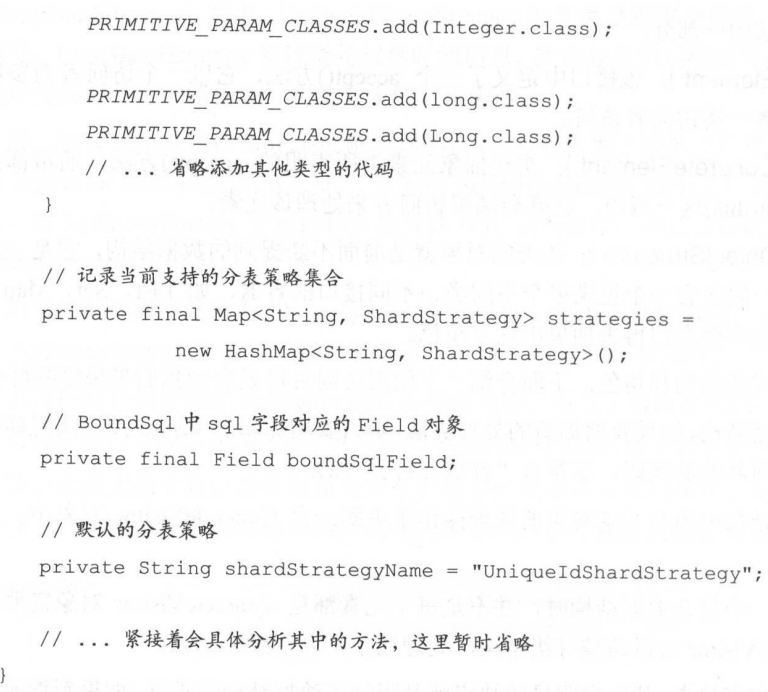 PRIMITIVE_PARAM_CLASSES.add(Integer.class);
PRIMITIVE_PARAM_CLASSES.add(long.class);
PRIMITIVE_PARAM_CLASSES.add(Long.class);
// ... 省略添加其他类型的代码
}
// 记录当前支持的分表策略集合
private final Map<String, ShardStrategy> strategies =
new HashMap<String, ShardStrategy>();
// BoundSql 中 sql 字段对应的 Field 对象
private final Field boundSqlField;
// 默认的分表策略
private String shardStrategyName = "UniqueIdShardStrategy";
// ... 紧接着会具体分析其中的方法，这里暂时省略
}